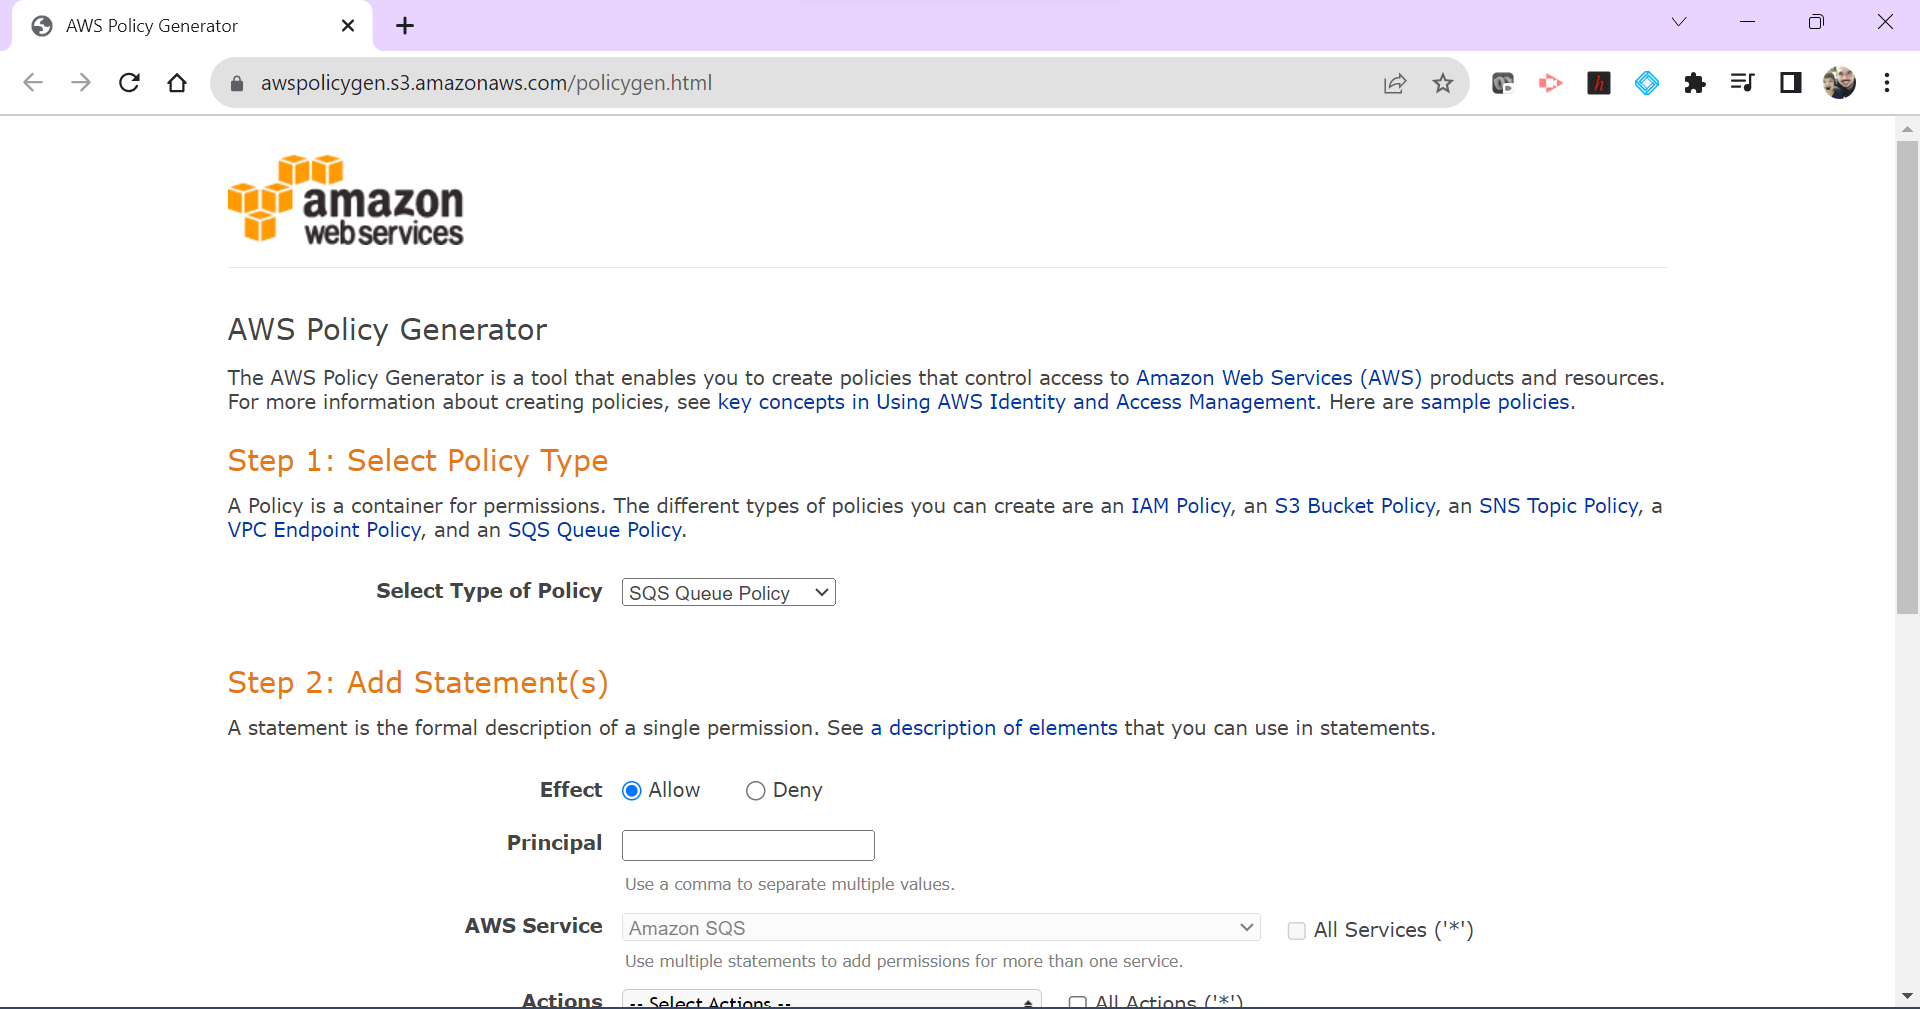 AWS Policy Generator
awspolicygen.s3.amazonaws.com/policygen.html
h
amazon
webservices
AWS Policy Generator
The AWS Policy Generator is a tool that enables you to create policies that control access to Amazon Web Services (AWS) products and resources.
For more information about creating policies, see key concepts in Using AWS Identity and Access Management. Here are sample policies.
Step 1: Select Policy Type
A Policy is a container for permissions. The different types of policies you can create are an IAM Policy, an S3 Bucket Policy, an SNS Topic Policy, a
VPC Endpoint Policy, and an SQS Queue Policy.
Select Type of Policy SQS Queue Policy
Step 2: Add Statement(s)
A statement is the formal description of a single permission. See a description of elements that you can use in statements.
Effect Allow Deny
Principal
Use a comma to separate multiple values.
AWS Service Amazon SQS All Services ('*')
Use multiple statements to add permissions for more than one service.
Actions -- Select Actions -- All Actions ('*')